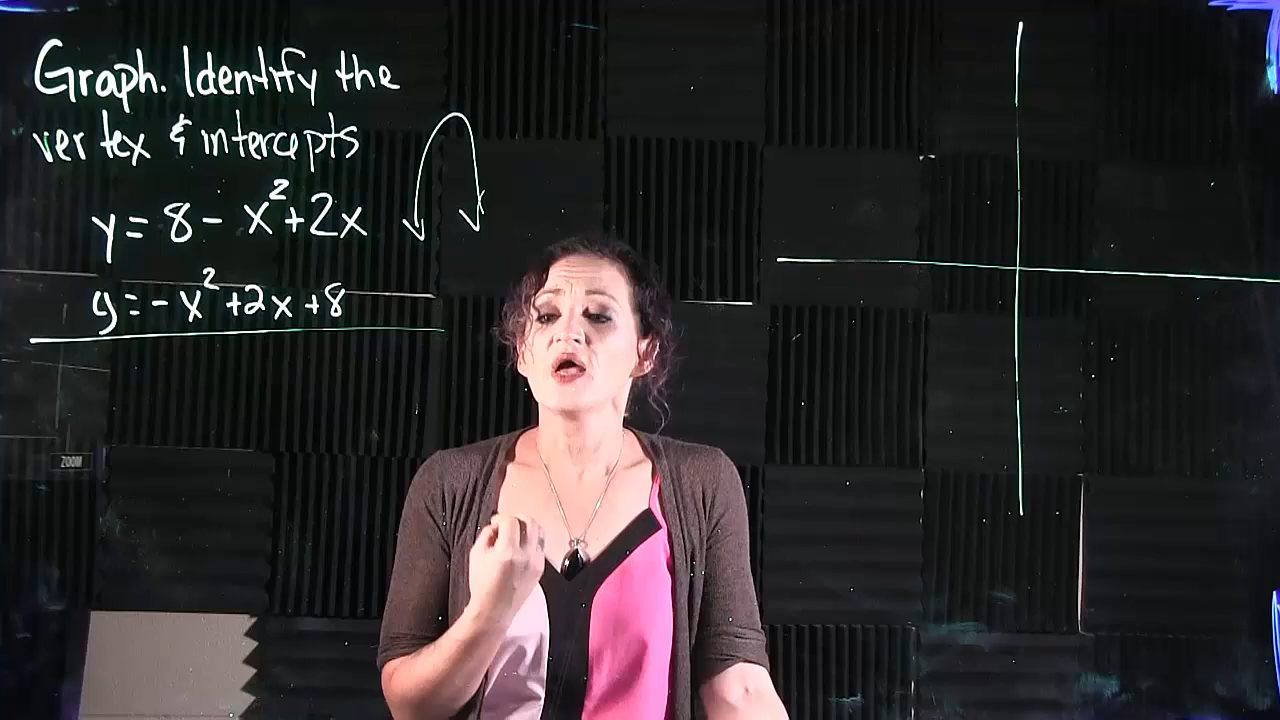 Graph. Identify the
vertex & intercepts
y = 8 - x² + 2x
y = -x² + 2x + 8
ZOOM